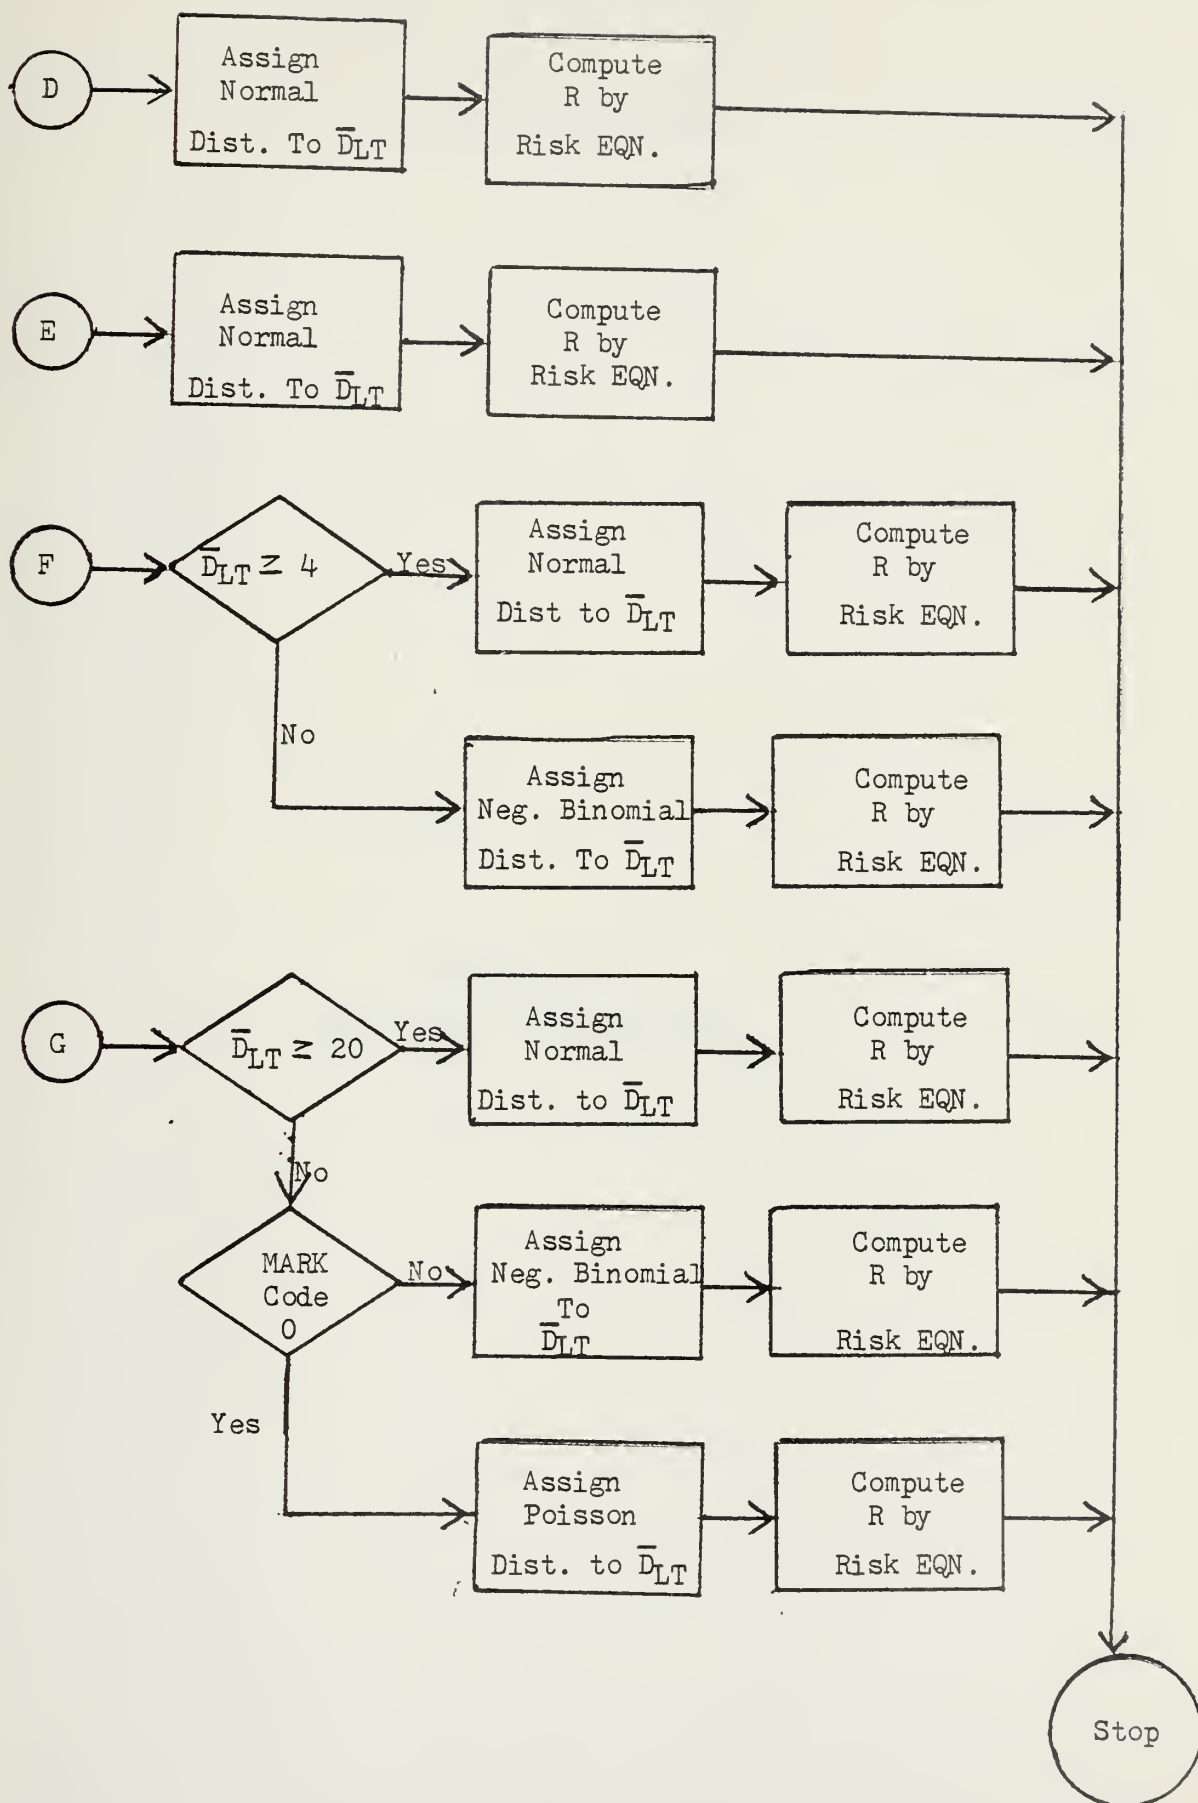 D
Assign
Normal
Dist. To D̅LT
Compute
R by
Risk EQN.
E
Assign
Normal
Dist. To D̅LT
Compute
R by
Risk EQN.
F
D̅LT ≥ 4
Yes
Assign
Normal
Dist to D̅LT
Compute
R by
Risk EQN.
No
Assign
Neg. Binomial
Dist. To D̅LT
Compute
R by
Risk EQN.
G
D̅LT ≥ 20
Yes
Assign
Normal
Dist. to D̅LT
Compute
R by
Risk EQN.
No
MARK
Code
0
No
Assign
Neg. Binomial
To
D̅LT
Compute
R by
Risk EQN.
Yes
Assign
Poisson
Dist. to D̅LT
Compute
R by
Risk EQN.
Stop